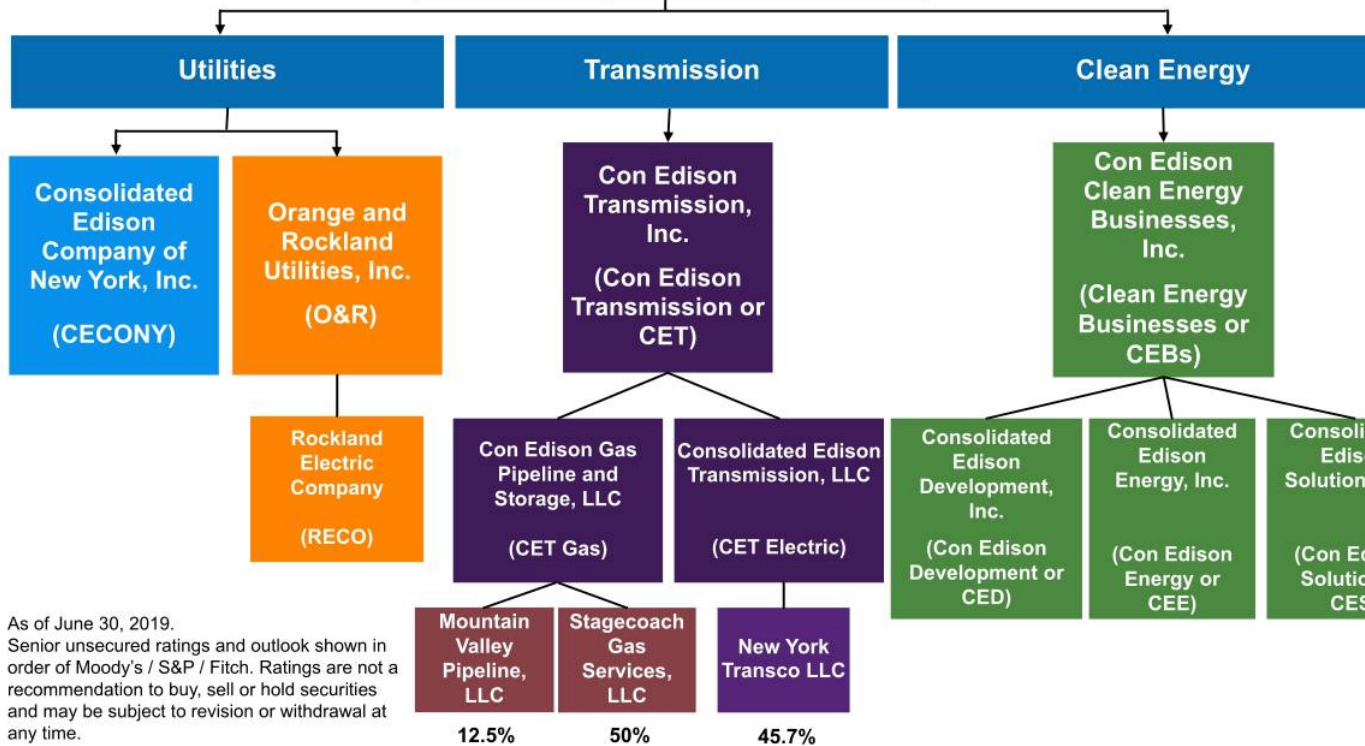 Utilities
Transmission
Clean Energy
Consolidated
Edison
Company of
New York, Inc.
(CECONY)
Orange and
Rockland
Utilities, Inc.
(O&R)
Con Edison
Transmission,
Inc.
(Con Edison
Transmission or
CET)
Con Edison
Clean Energy
Businesses,
Inc.
(Clean Energy
Businesses or
CEBs)
Rockland
Electric
Company
(RECO)
Con Edison Gas
Pipeline and
Storage, LLC
(CET Gas)
Consolidated Edison
Transmission, LLC
(CET Electric)
Consolidated
Edison
Development,
Inc.
(Con Edison
Development or
CED)
Consolidated
Edison
Energy, Inc.
(Con Edison
Energy or
CEE)
Mountain
Valley
Pipeline,
LLC
12.5%
Stagecoach
Gas
Services,
LLC
50%
New York
Transco LLC
45.7%
As of June 30, 2019.
Senior unsecured ratings and outlook shown in
order of Moody's / S&P / Fitch. Ratings are not a
recommendation to buy, sell or hold securities
and may be subject to revision or withdrawal at
any time.